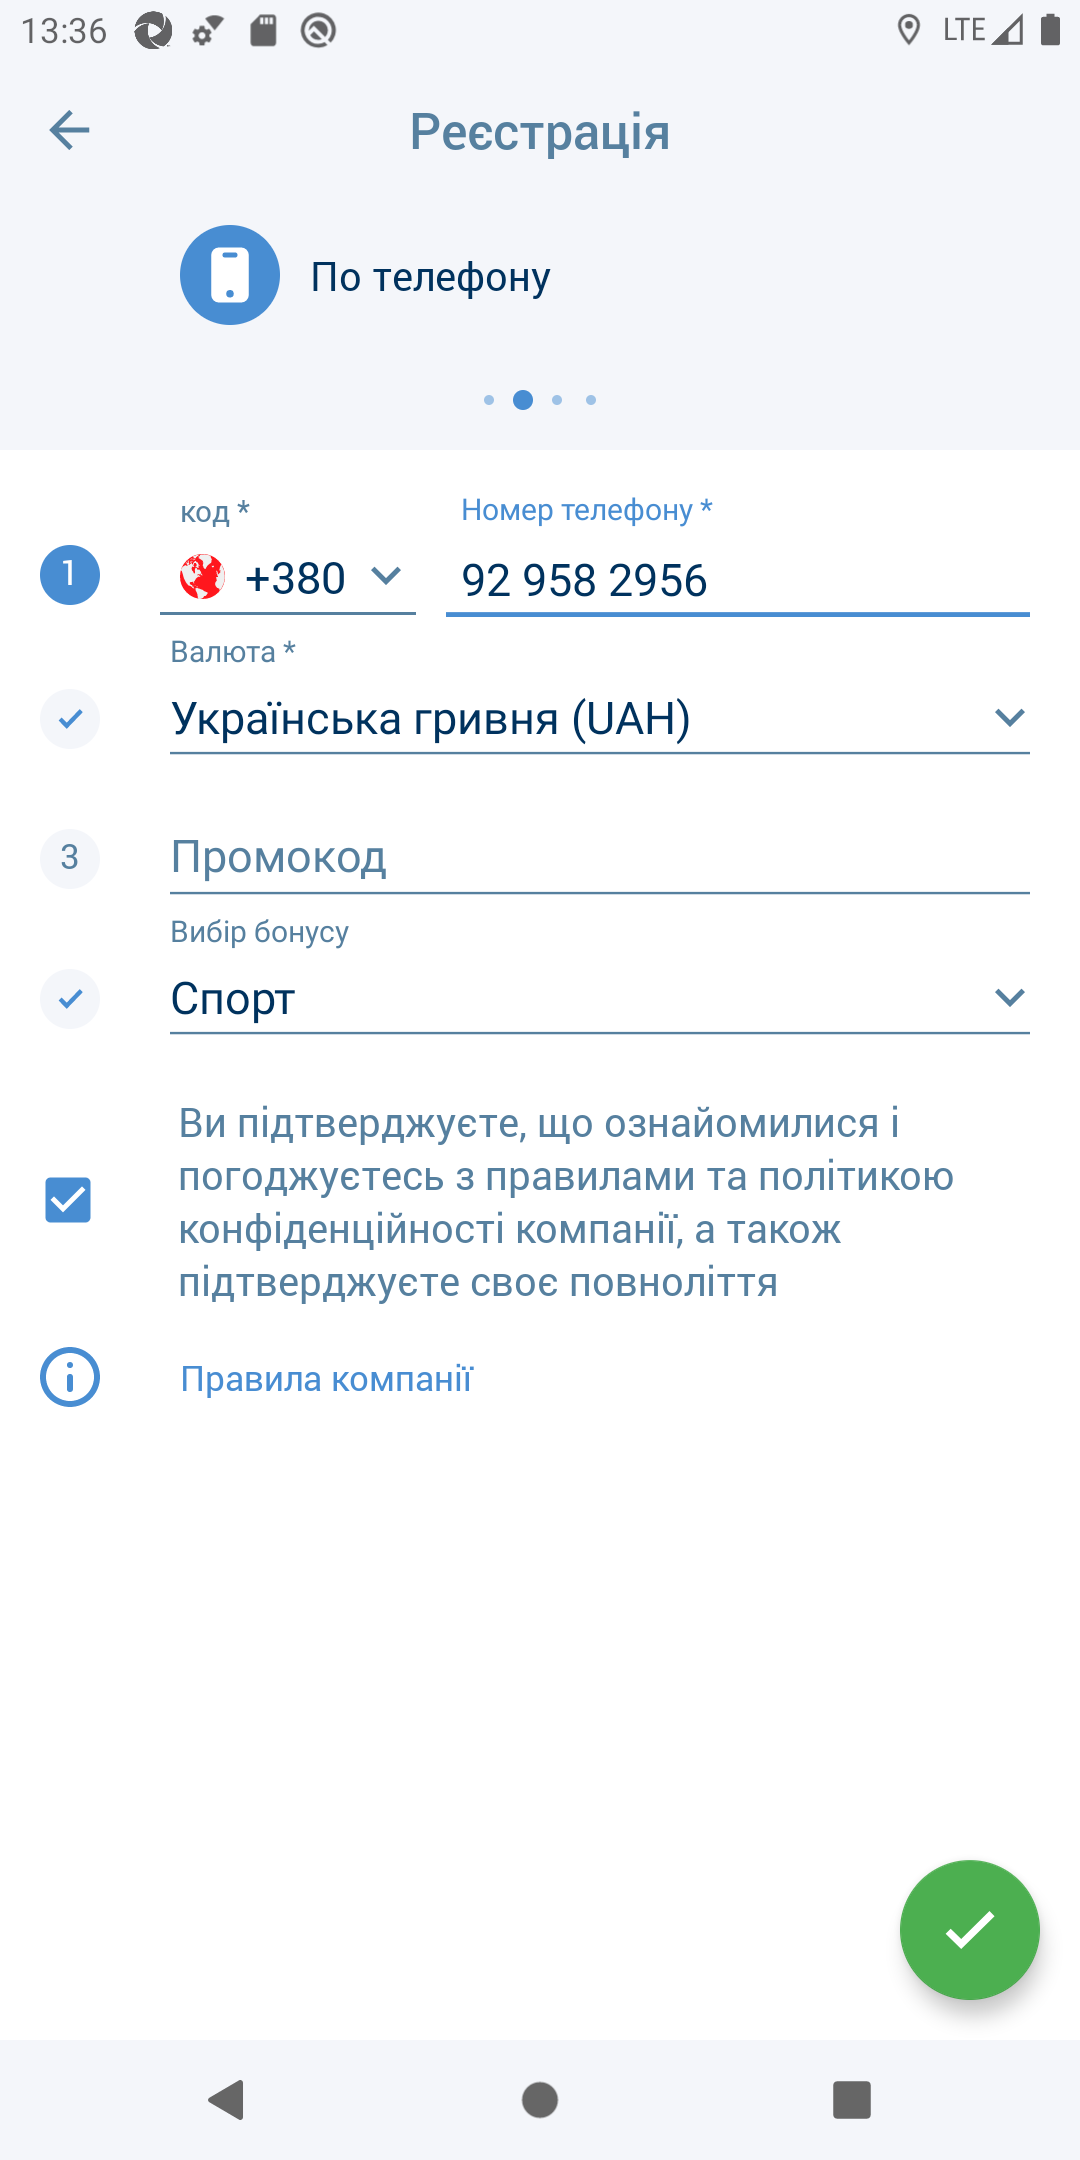 13:36 LTE
Реєстрація
По телефону
код * Номер телефону *
1 +380 92 958 2956
Валюта *
Українська гривня (UAH)
3 Промокод
Вибір бонусу
Спорт
Ви підтверджуєте, що ознайомилися і
погоджуєтесь з правилами та політикою
конфіденційності компанії, а також
підтверджуєте своє повноліття
Правила компанії